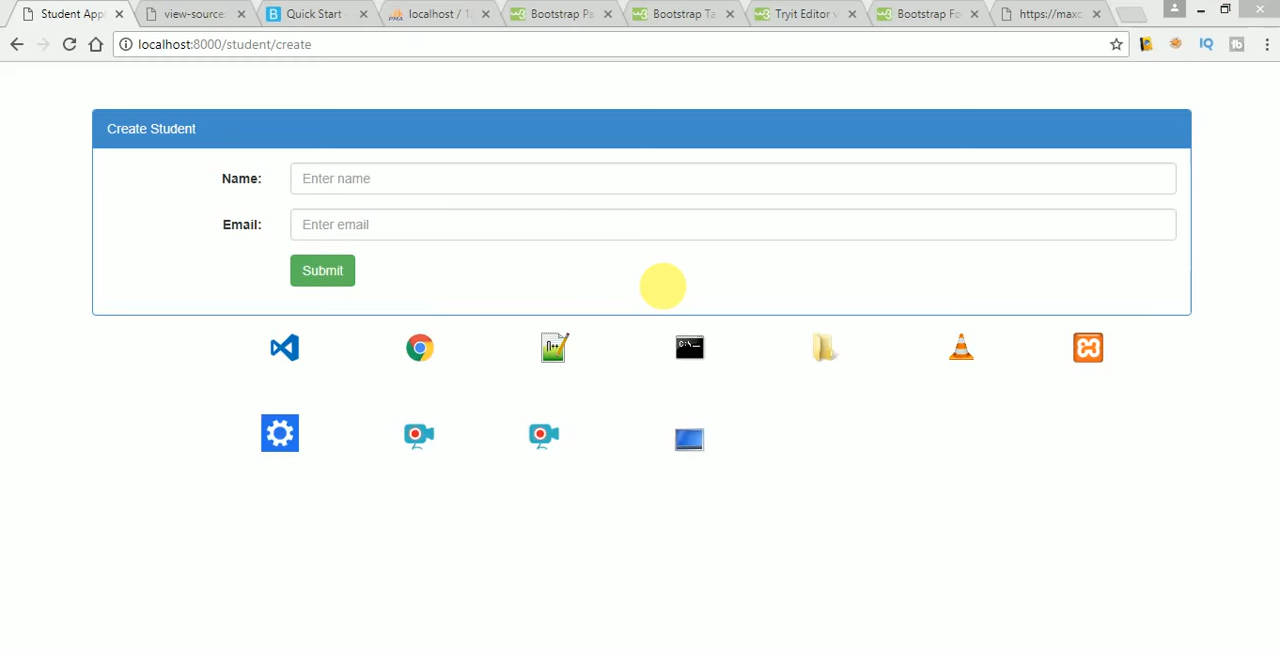 Student App
view-source:
Quick Start
localhost / 1
Bootstrap Pa
Bootstrap Ta
Tryit Editor v
Bootstrap Fo
https://maxc
localhost:8000/student/create
IQ
Create Student
Name:
Enter name
Email:
Enter email
Submit